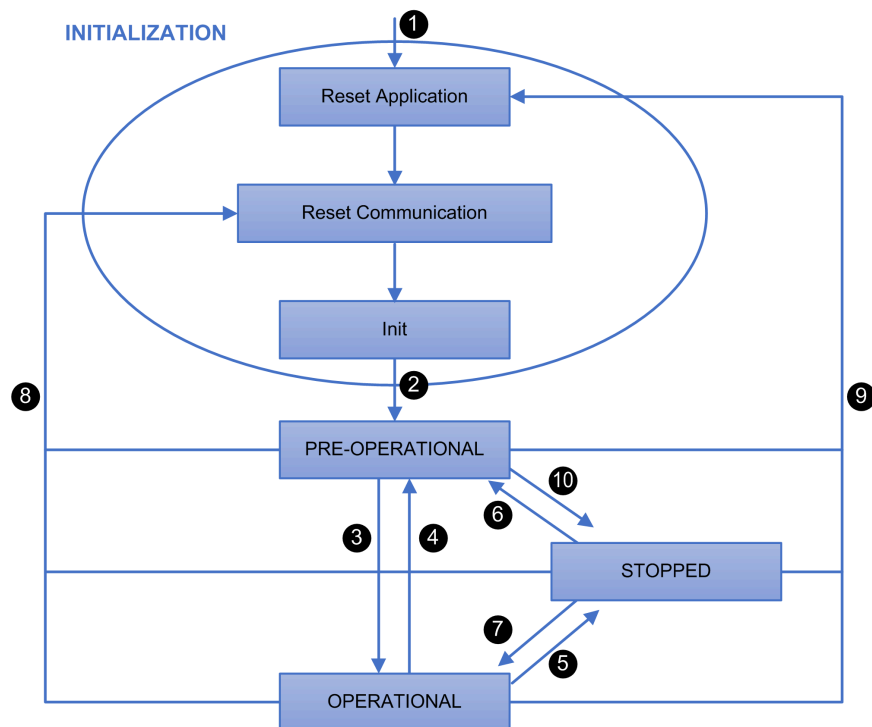 INITIALIZATION
1
Reset Application
Reset Communication
Init
2
8
9
PRE-OPERATIONAL
10
6
3
4
STOPPED
7
5
OPERATIONAL